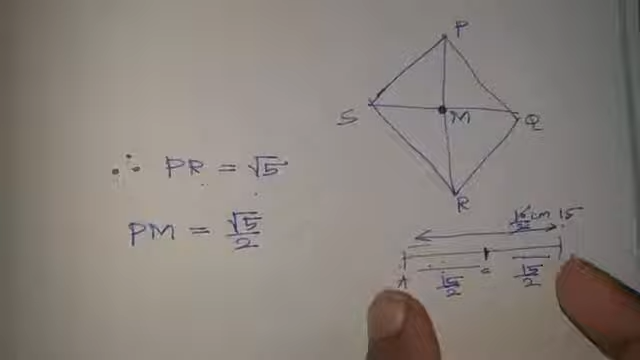 P
S
M
Q
R
∴ PR = √5
PM = √5/2
A
√5/2 = √5/2